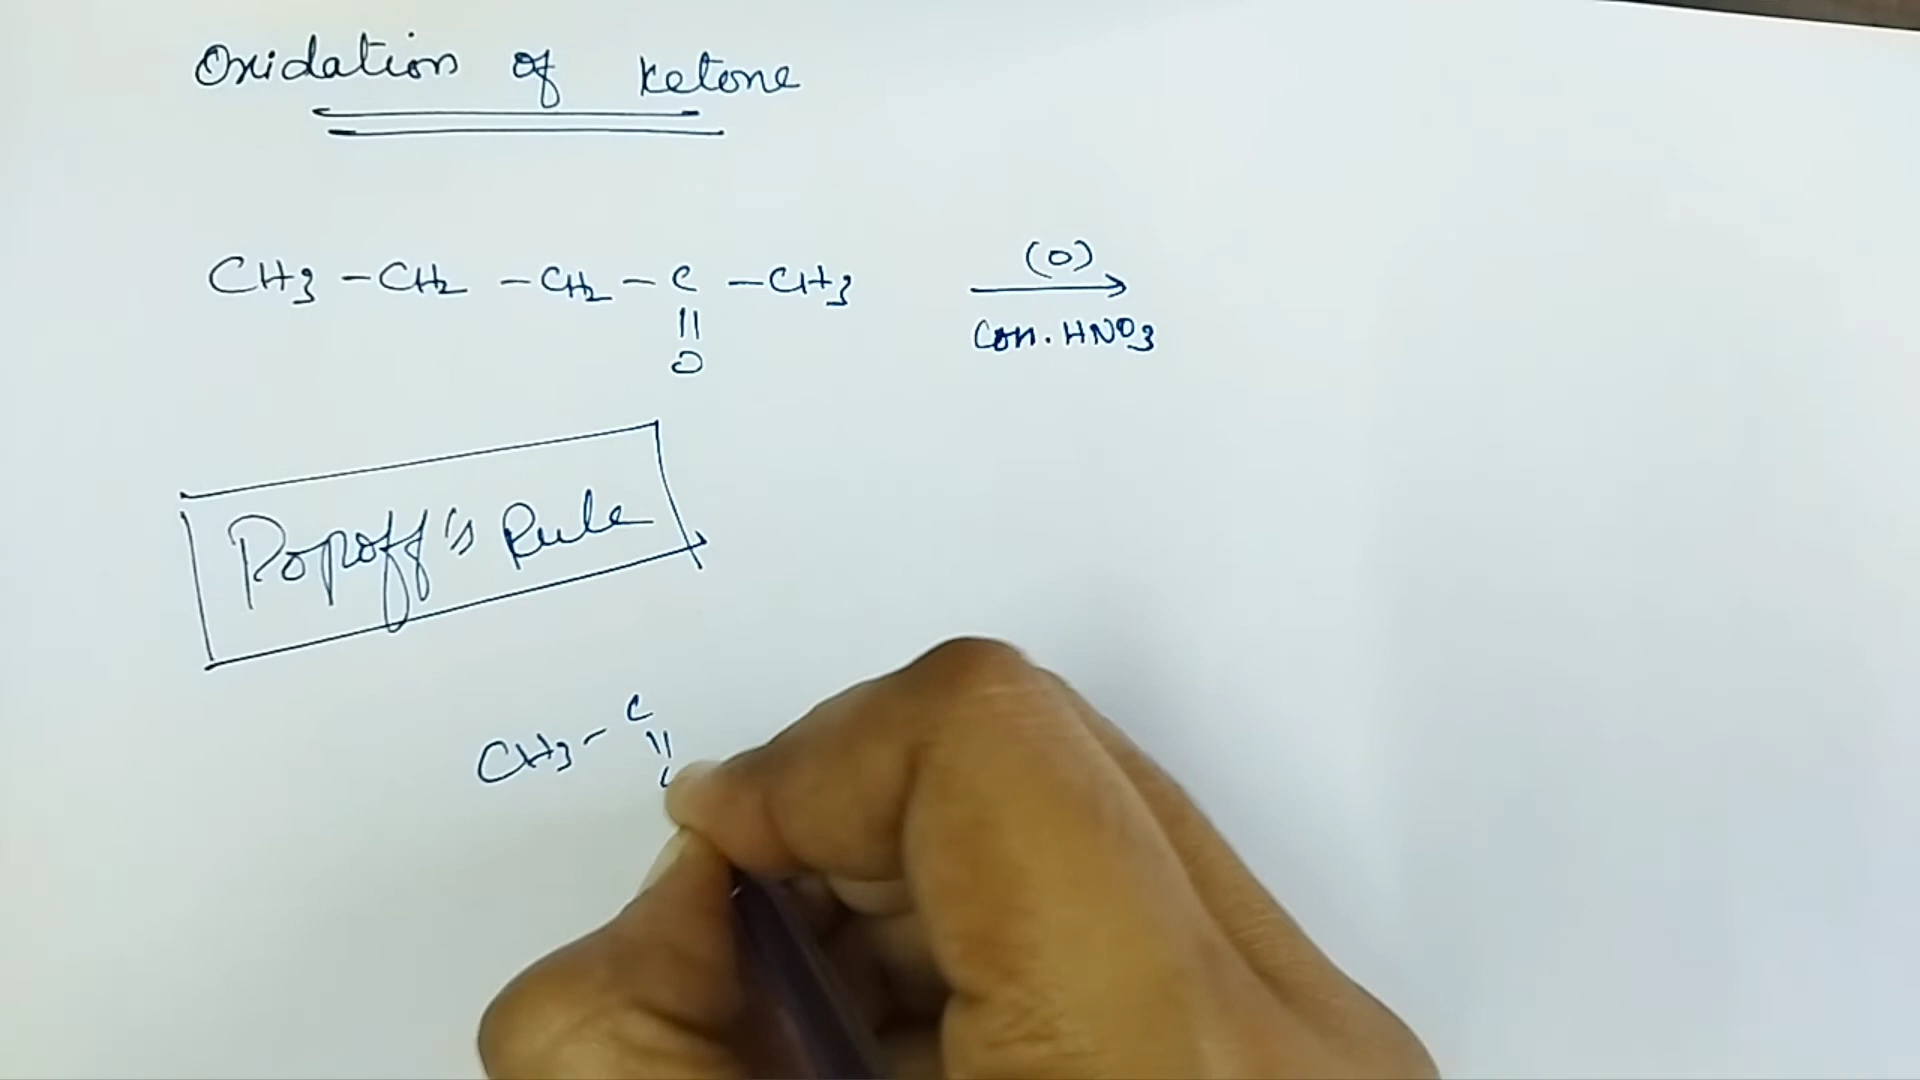 Oxidation of ketone
(O)
CH3 - CH2 - CH2 - C - CH3
Con. HNO3
||
O
Popoff's Rule
C
CH3 -
||